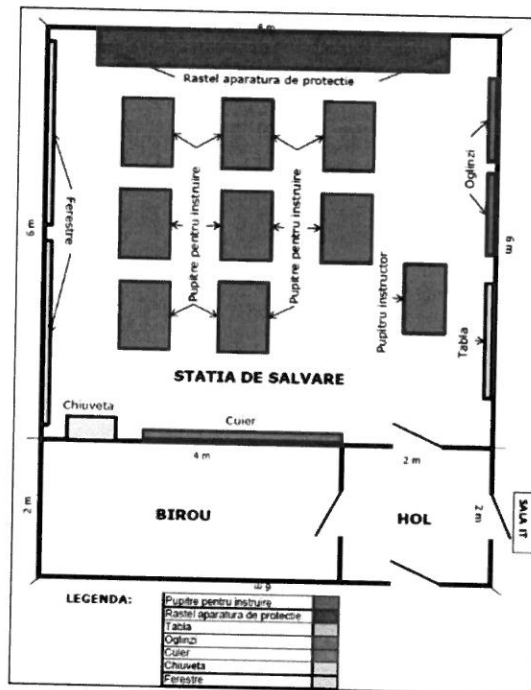 6 m
Rastel aparatura de protectie
Oglinzi
Ferestre
Pupitre pentru instruire
Pupitre pentru instruire
6 m
6 m
Pupitru instructor
Tabla
STATIA DE SALVARE
Chiuveta
Cuier
4 m
2 m
2 m
BIROU
HOL
2 m
SALA IT
6 m
LEGENDA:
Pupitre pentru instruire
Rastel aparatura de protectie
Tabla
Oglinzi
Cuier
Chiuveta
Ferestre